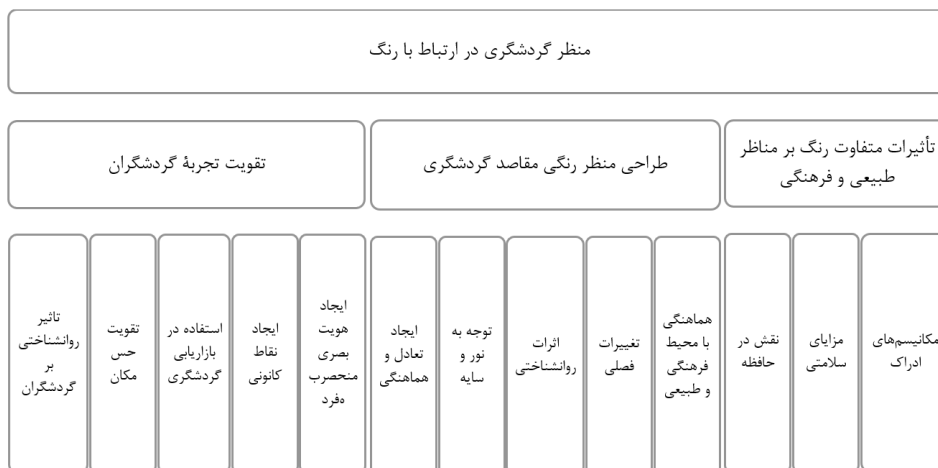 منظر گردشگری در ارتباط با رنگ
تأثیرات متفاوت رنگ بر مناظر
طبیعی و فرهنگی
طراحی منظر رنگی مقاصد گردشگری
تقویت تجربۀ گردشگران
مکانیسم‌های
ادراک
مزایای
سلامتی
نقش در
حافظه
هماهنگی
با محیط
فرهنگی
و طبیعی
تغییرات
فصلی
اثرات
روانشناختی
توجه به
نور و
سایه
ایجاد
تعادل و
هماهنگی
ایجاد
هویت
بصری
منحصرب
ه‌فرد
ایجاد
نقاط
کانونی
استفاده در
بازاریابی
گردشگری
تقویت
حس
مکان
تاثیر
روانشناختی
بر
گردشگران